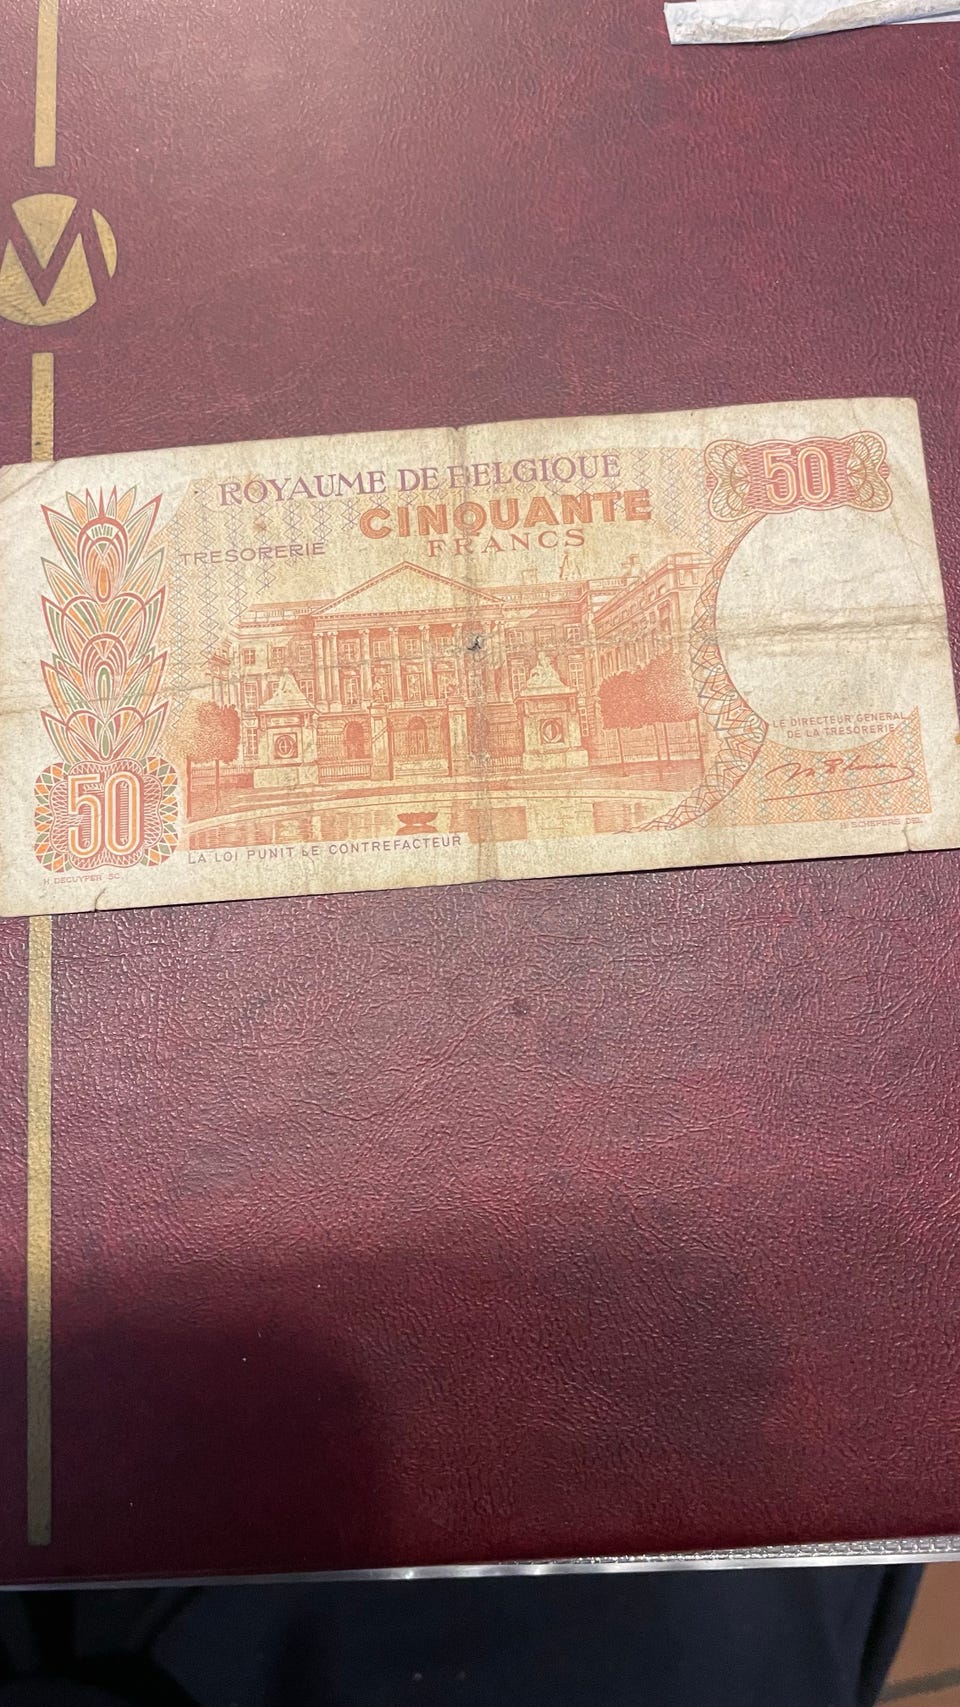 M
ROYAUME DE BELGIQUE
CINQUANTE
FRANCS
TRESORERIE
50
LE DIRECTEUR GENERAL
DE LA TRESORERIE
50
LA LOI PUNIT LE CONTREFACTEUR
H. DECUYPER SC.
H. SCHEPERS DEL.